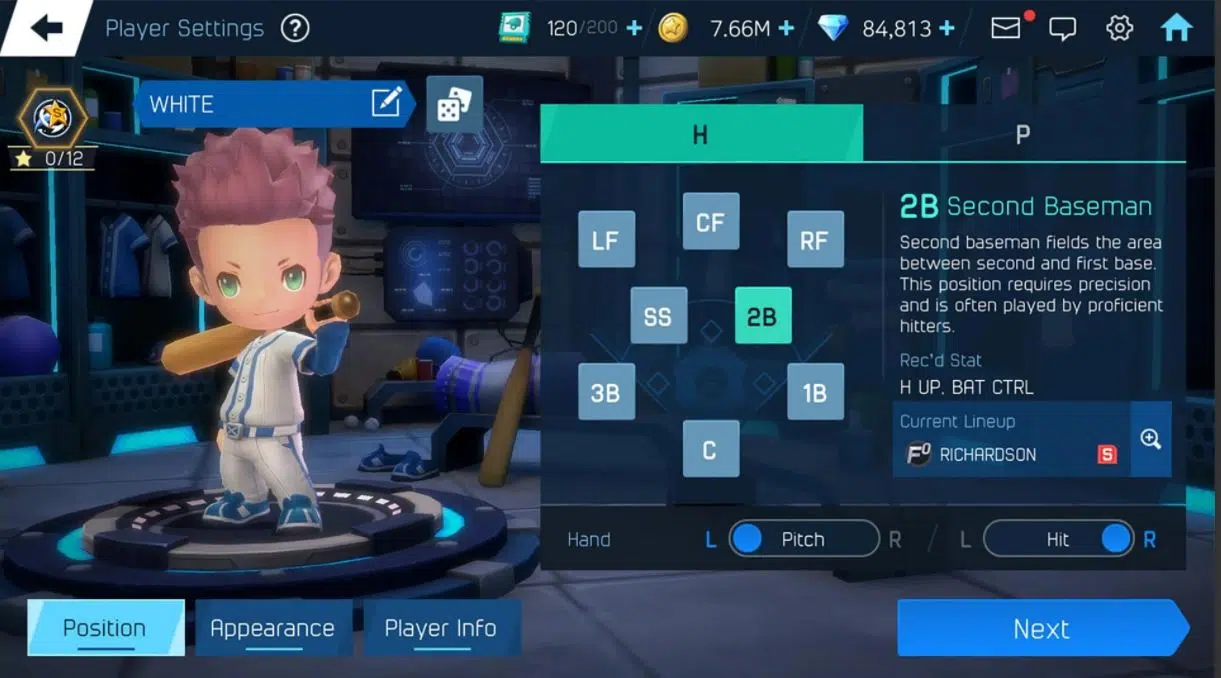 Player Settings ?
120/200 +
7.66M +
84,813 +
0/12
WHITE
H
P
LF
CF
RF
SS
2B
3B
1B
C
2B Second Baseman
Second baseman fields the area
between second and first base.
This position requires precision
and is often played by proficient
hitters.
Rec'd Stat
H UP. BAT CTRL
Current Lineup
F0 RICHARDSON S
Hand L Pitch R / L Hit R
Position
Appearance
Player Info
Next